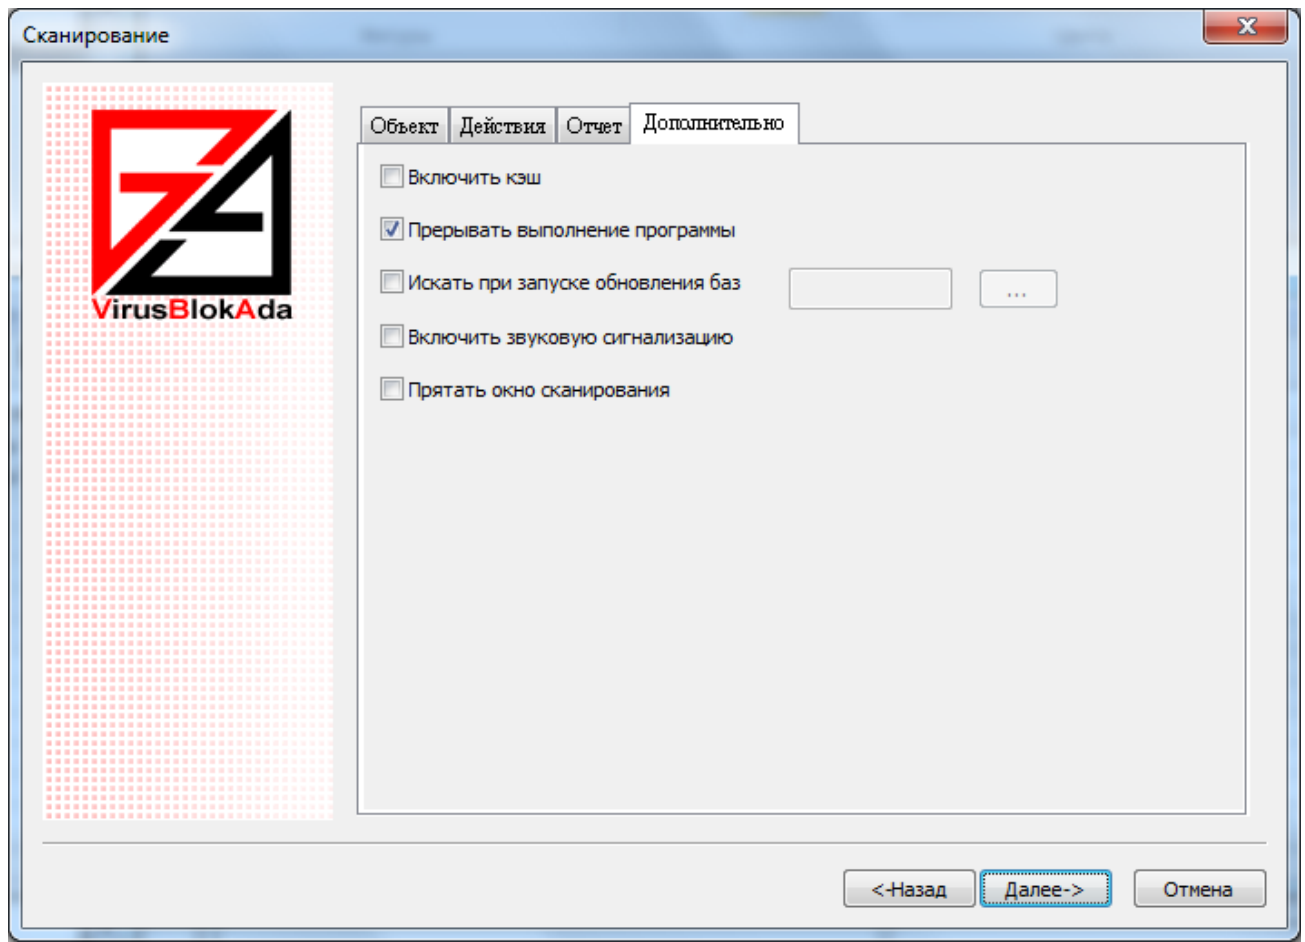 Сканирование
VirusBlokAda
Объект Действия Отчет Дополнительно
Включить кэш
Прерывать выполнение программы
Искать при запуске обновления баз ...
Включить звуковую сигнализацию
Прятать окно сканирования
<-Назад Далее-> Отмена